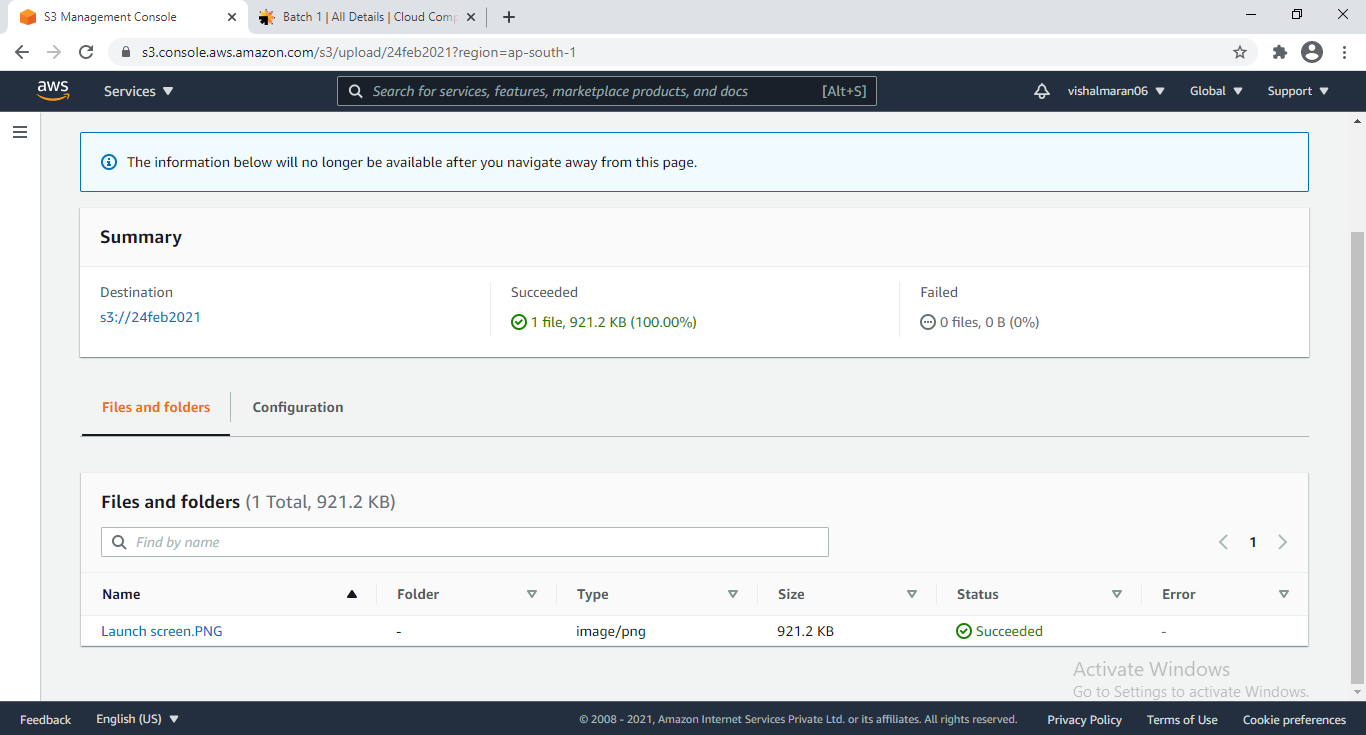 S3 Management Console
Batch 1 | All Details | Cloud Comp
s3.console.aws.amazon.com/s3/upload/24feb2021?region=ap-south-1
aws
Services
Search for services, features, marketplace products, and docs
[Alt+S]
vishalmaran06
Global
Support
The information below will no longer be available after you navigate away from this page.
Summary
Destination
s3://24feb2021
Succeeded
1 file, 921.2 KB (100.00%)
Failed
0 files, 0 B (0%)
Files and folders
Configuration
Files and folders (1 Total, 921.2 KB)
Find by name
1
Name Folder Type Size Status Error
Launch screen.PNG - image/png 921.2 KB Succeeded -
Activate Windows
Go to Settings to activate Windows.
Feedback
English (US)
© 2008 - 2021, Amazon Internet Services Private Ltd. or its affiliates. All rights reserved.
Privacy Policy
Terms of Use
Cookie preferences